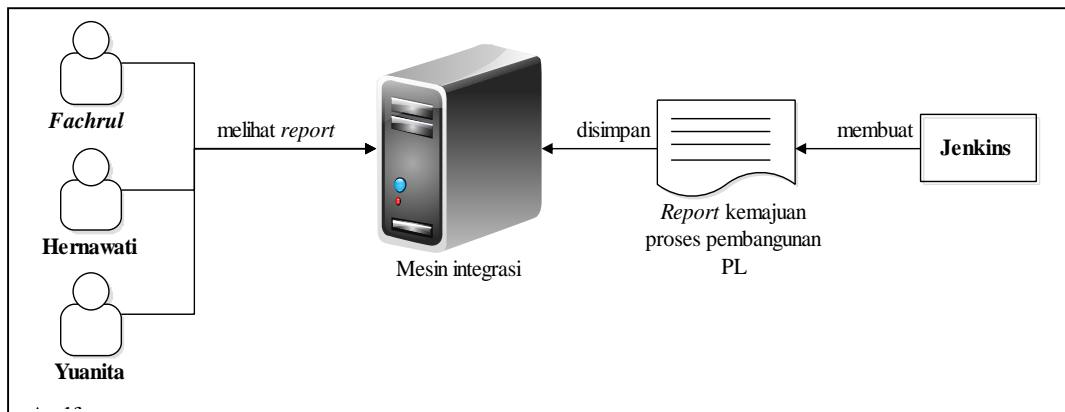 Fachrul
Hernawati
Yuanita
melihat report
Mesin integrasi
disimpan
Report kemajuan
proses pembangunan
PL
membuat
Jenkins